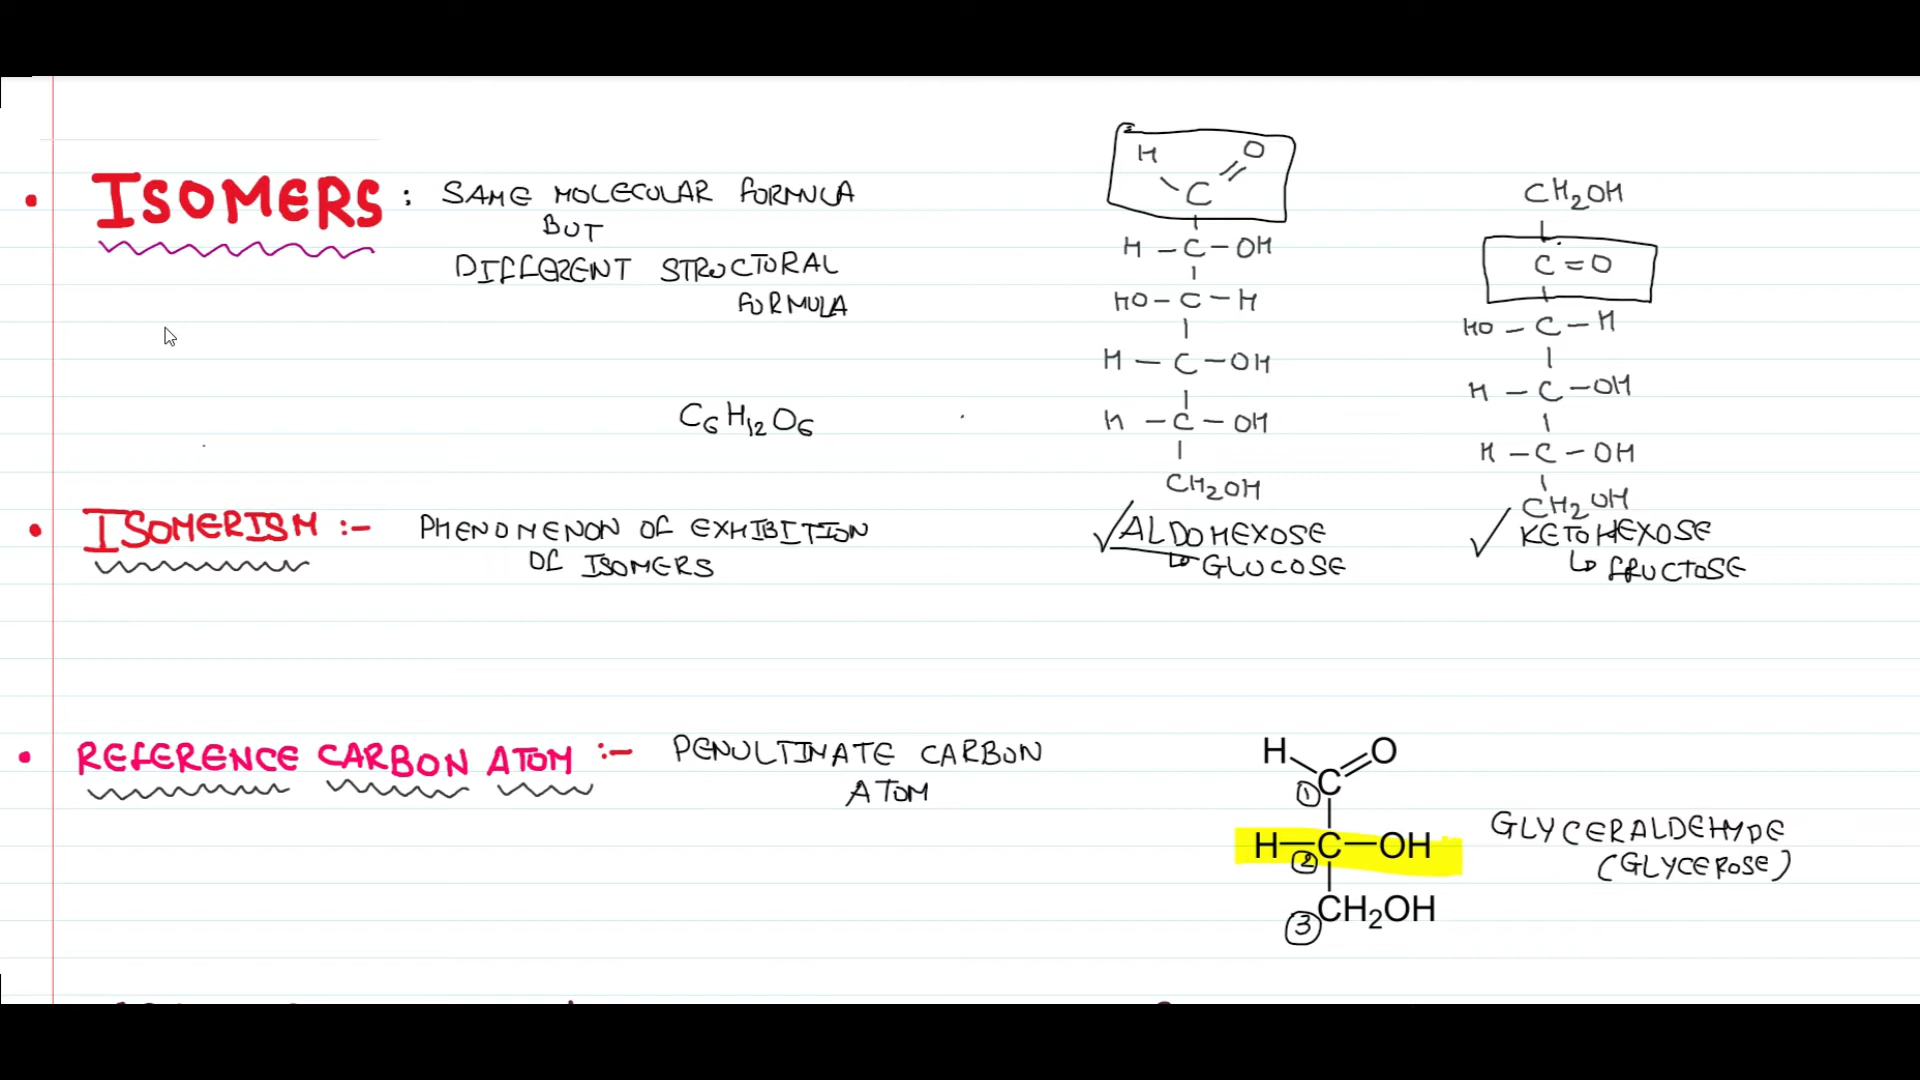 • ISOMERS : SAME MOLECULAR FORMULA
BUT
DIFFERENT STRUCTORAL
FORMULA
C6H12O6
H O
C
H – C – OH
HO – C – H
H – C – OH
H – C – OH
CH2OH
✓ALDOHEXOSE
↳ GLUCOSE
CH2OH
C = O
HO – C – H
H – C – OH
H – C – OH
CH2OH
✓ KETOHEXOSE
↳ FRUCTOSE
• ISOMERISM :- PHENOMENON OF EXHIBITION
OF ISOMERS
• REFERENCE CARBON ATOM :- PENULTIMATE CARBON
ATOM
H O
C
①
H–C–OH
②
CH2OH
③
GLYCERALDEHYDE
(GLYCEROSE)